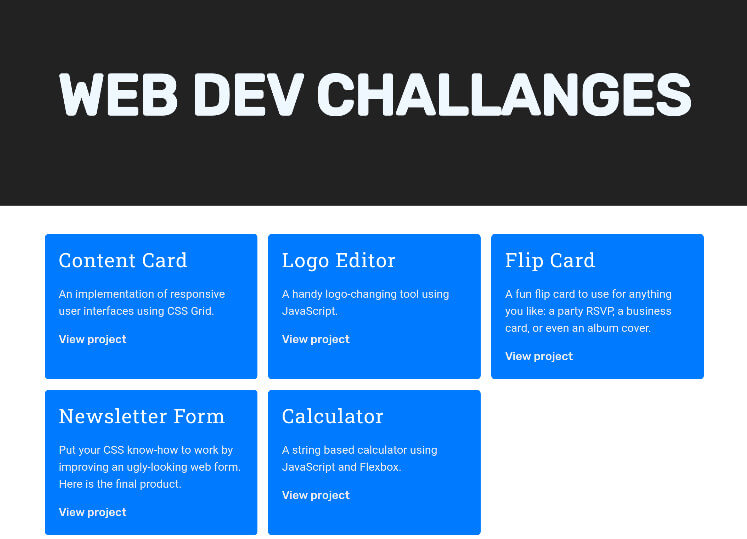 WEB DEV CHALLANGES
Content Card
An implementation of responsive
user interfaces using CSS Grid.
View project
Logo Editor
A handy logo-changing tool using
JavaScript.
View project
Flip Card
A fun flip card to use for anything
you like: a party RSVP, a business
card, or even an album cover.
View project
Newsletter Form
Put your CSS know-how to work by
improving an ugly-looking web form.
Here is the final product.
View project
Calculator
A string based calculator using
JavaScript and Flexbox.
View project